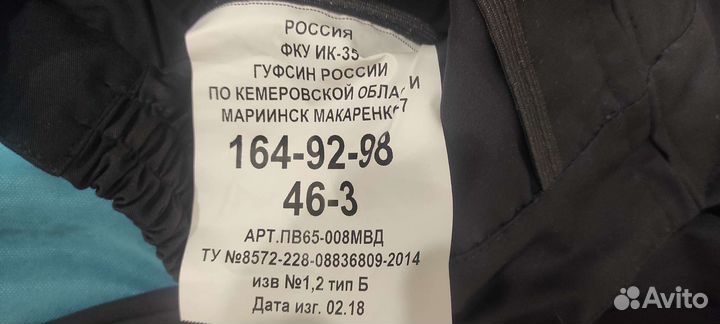 РОССИЯ
ФКУ ИК-35
ГУФСИН РОССИИ
ПО КЕМЕРОВСКОЙ ОБЛАС И
МАРИИНСК МАКАРЕНКО 7
164-92-98
46-3
АРТ.ПВ65-008МВД
ТУ №8572-228-08836809-2014
изв №1,2 тип Б
Дата изг. 02.18
Avito